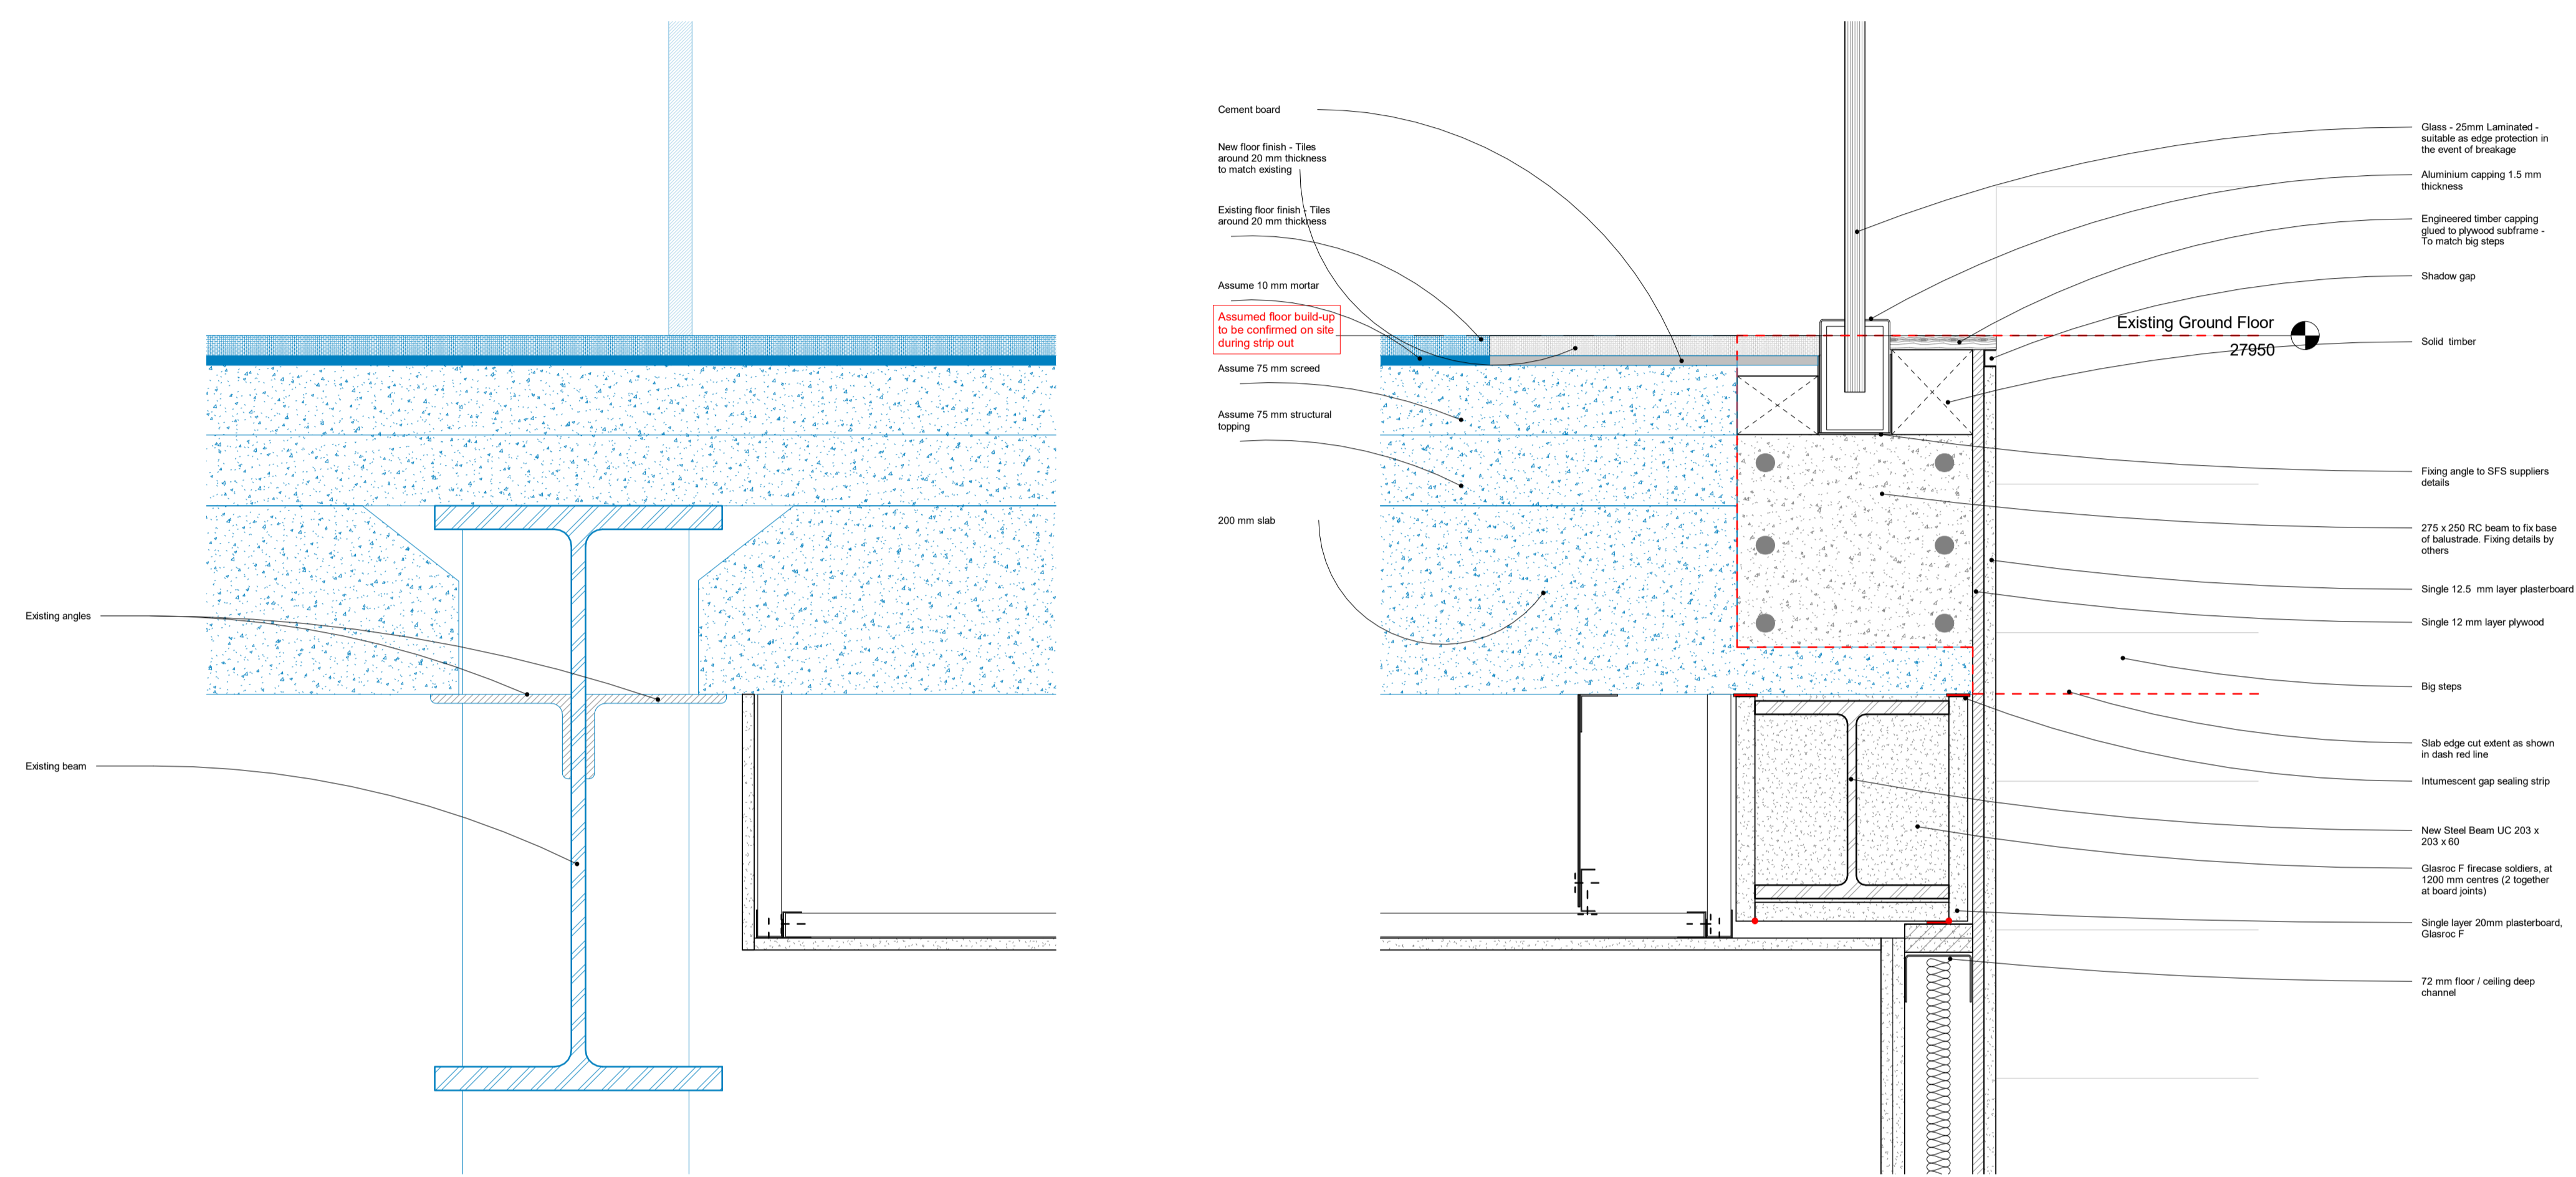 Existing angles
Existing beam
Cement board
New floor finish - Tiles
around 20 mm thickness
to match existing
Existing floor finish - Tiles
around 20 mm thickness
Assume 10 mm mortar
Assumed floor build-up
to be confirmed on site
during strip out
Assume 75 mm screed
Assume 75 mm structural
topping
200 mm slab
Existing Ground Floor
27950
Glass - 25mm Laminated -
suitable as edge protection in
the event of breakage
Aluminium capping 1.5 mm
thickness
Engineered timber capping
glued to plywood subframe -
To match big steps
Shadow gap
Solid timber
Fixing angle to SFS suppliers
details
275 x 250 RC beam to fix base
of balustrade. Fixing details by
others
Single 12.5 mm layer plasterboard
Single 12 mm layer plywood
Big steps
Slab edge cut extent as shown
in dash red line
Intumescent gap sealing strip
New Steel Beam UC 203 x
203 x 60
Glasroc F firecase soldiers, at
1200 mm centres (2 together
at board joints)
Single layer 20mm plasterboard,
Glasroc F
72 mm floor / ceiling deep
channel